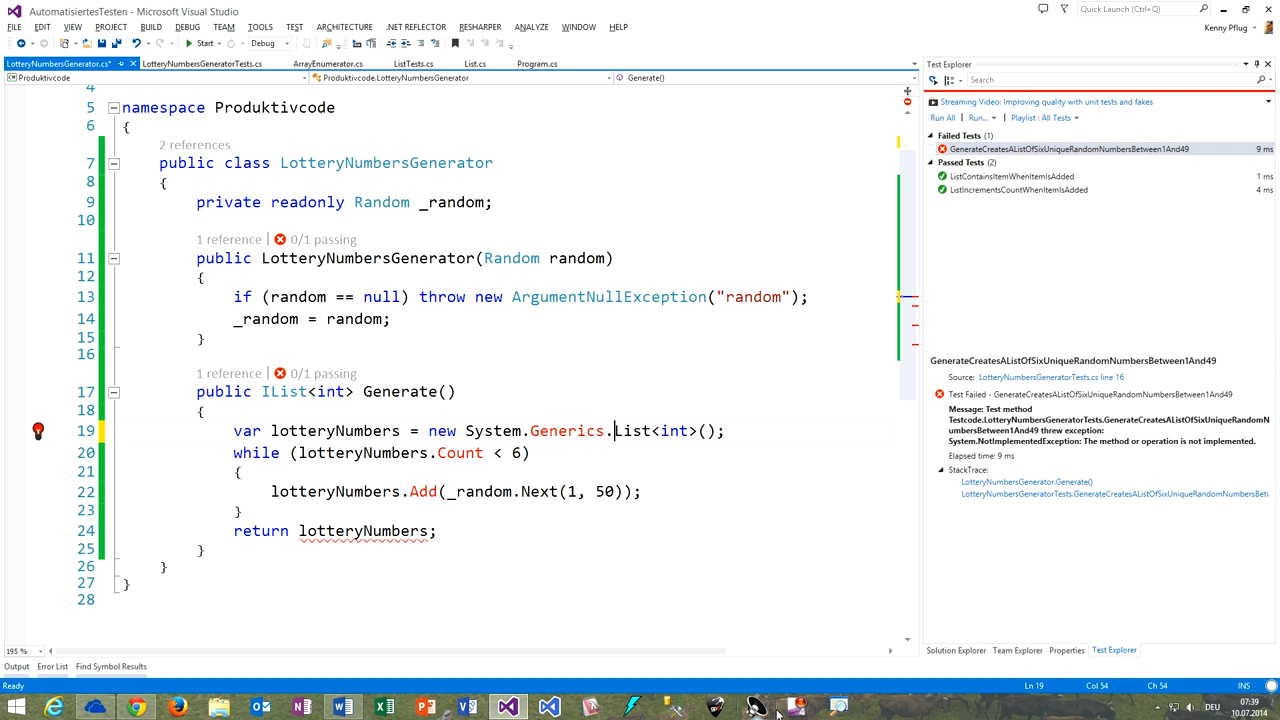 AutomatisiertesTesten - Microsoft Visual Studio
Quick Launch (Ctrl+Q)
FILE EDIT VIEW PROJECT BUILD DEBUG TEAM TOOLS TEST ARCHITECTURE .NET REFLECTOR RESHARPER ANALYZE WINDOW HELP
Kenny Pflug
Start Debug
LotteryNumbersGenerator.cs* LotteryNumbersGeneratorTests.cs ArrayEnumerator.cs ListTests.cs List.cs Program.cs
Produktivcode Produktivcode.LotteryNumbersGenerator Generate()
4
5 namespace Produktivcode
6 {
2 references
7 public class LotteryNumbersGenerator
8 {
9 private readonly Random _random;
10
1 reference | 0/1 passing
11 public LotteryNumbersGenerator(Random random)
12 {
13 if (random == null) throw new ArgumentNullException("random");
14 _random = random;
15 }
16
1 reference | 0/1 passing
17 public IList<int> Generate()
18 {
19 var lotteryNumbers = new System.Generics.List<int>();
20 while (lotteryNumbers.Count < 6)
21 {
22 lotteryNumbers.Add(_random.Next(1, 50));
23 }
24 return lotteryNumbers;
25 }
26 }
27 }
28
195 %
Output Error List Find Symbol Results
Test Explorer
Search
Streaming Video: Improving quality with unit tests and fakes
Run All Run... Playlist : All Tests
Failed Tests (1)
GenerateCreatesAListOfSixUniqueRandomNumbersBetween1And49 9 ms
Passed Tests (2)
ListContainsItemWhenItemIsAdded 1 ms
ListIncrementsCountWhenItemIsAdded 4 ms
GenerateCreatesAListOfSixUniqueRandomNumbersBetween1And49
Source: LotteryNumbersGeneratorTests.cs line 16
Test Failed - GenerateCreatesAListOfSixUniqueRandomNumbersBetween1And49
Message: Test method
Testcode.LotteryNumbersGeneratorTests.GenerateCreatesAListOfSixUniqueRandomNu
mbersBetween1And49 threw exception:
System.NotImplementedException: The method or operation is not implemented.
Elapsed time: 9 ms
StackTrace:
LotteryNumbersGenerator.Generate()
LotteryNumbersGeneratorTests.GenerateCreatesAListOfSixUniqueRandomNumbersBetw
Solution Explorer Team Explorer Properties Test Explorer
Ready Ln 19 Col 54 Ch 54 INS
DEU
07:39
10.07.2014